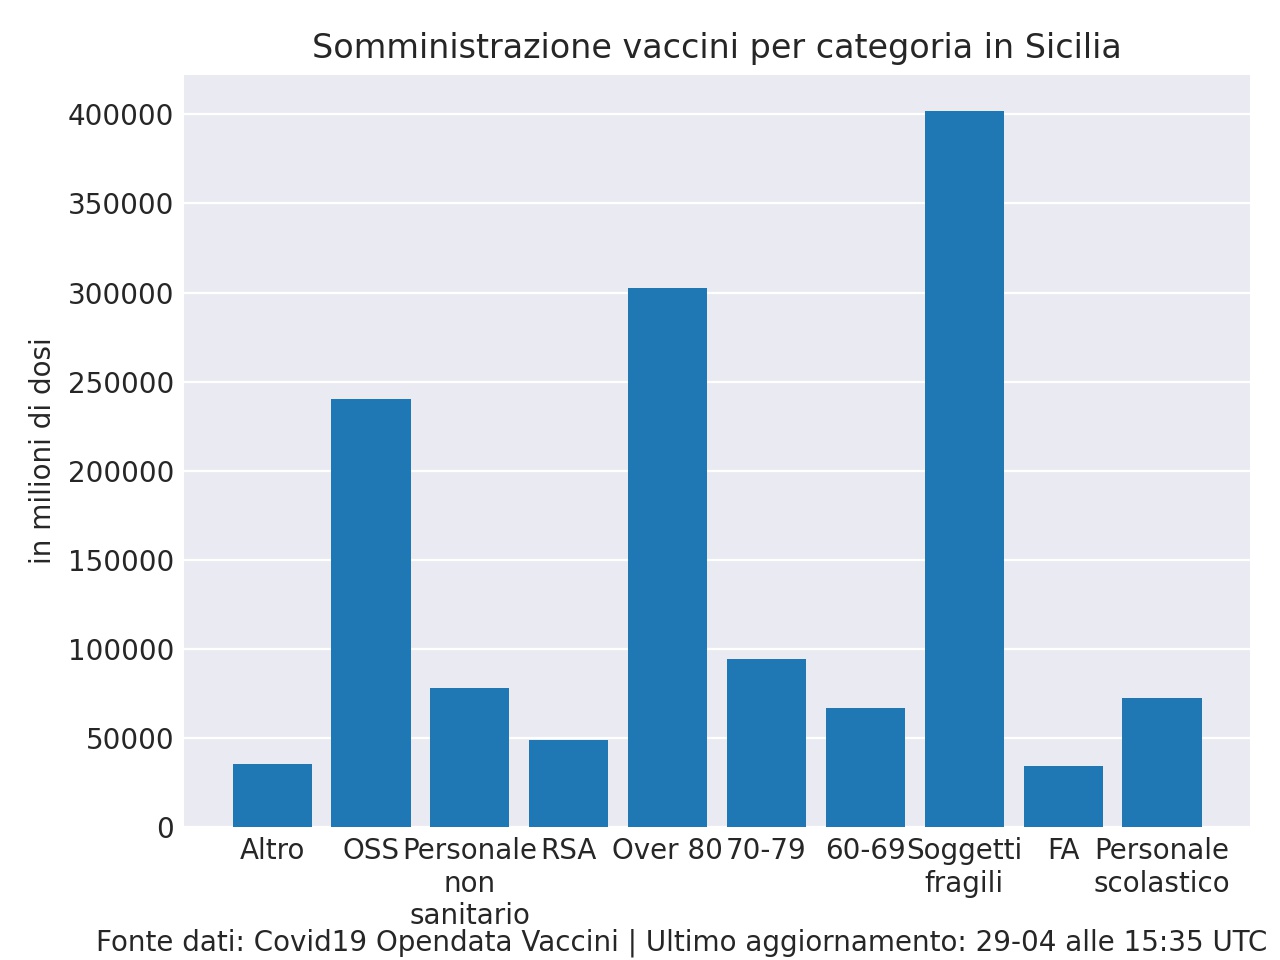 Somministrazione vaccini per categoria in Sicilia
in milioni di dosi
400000
350000
300000
250000
200000
150000
100000
50000
0
Altro
OSS
Personale
non
sanitario
RSA
Over 80
70-79
60-69
Soggetti
fragili
FA
Personale
scolastico
Fonte dati: Covid19 Opendata Vaccini | Ultimo aggiornamento: 29-04 alle 15:35 UTC